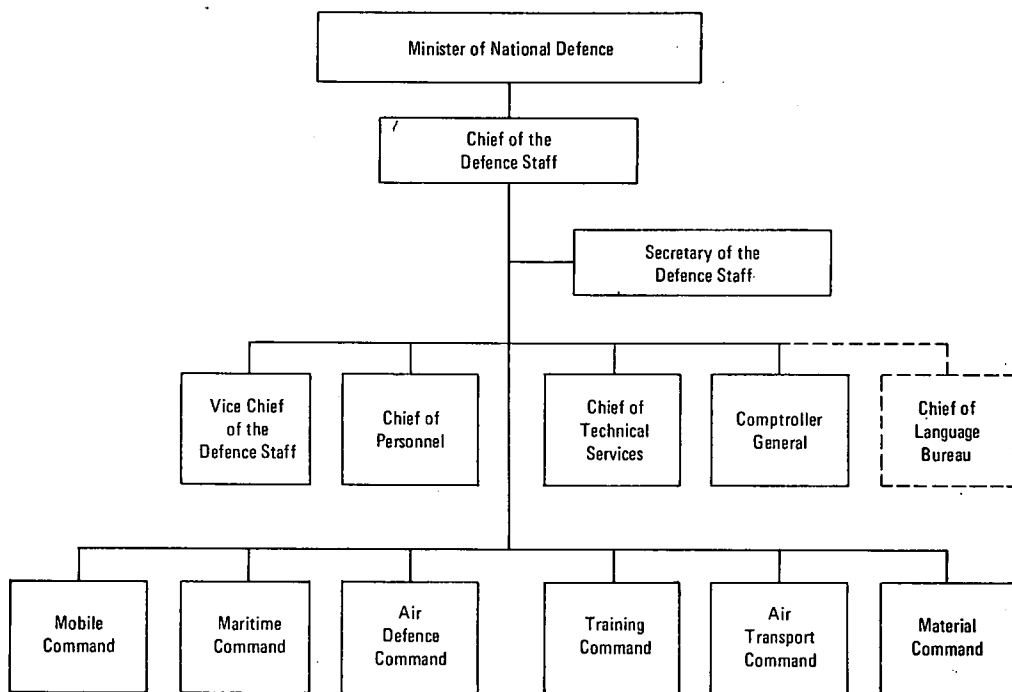 Minister of National Defence
Chief of the
Defence Staff
Secretary of the
Defence Staff
Vice Chief
of the
Defence Staff
Chief of
Personnel
Chief of
Technical
Services
Comptroller
General
Chief of
Language
Bureau
Mobile
Command
Maritime
Command
Air
Defence
Command
Training
Command
Air
Transport
Command
Material
Command